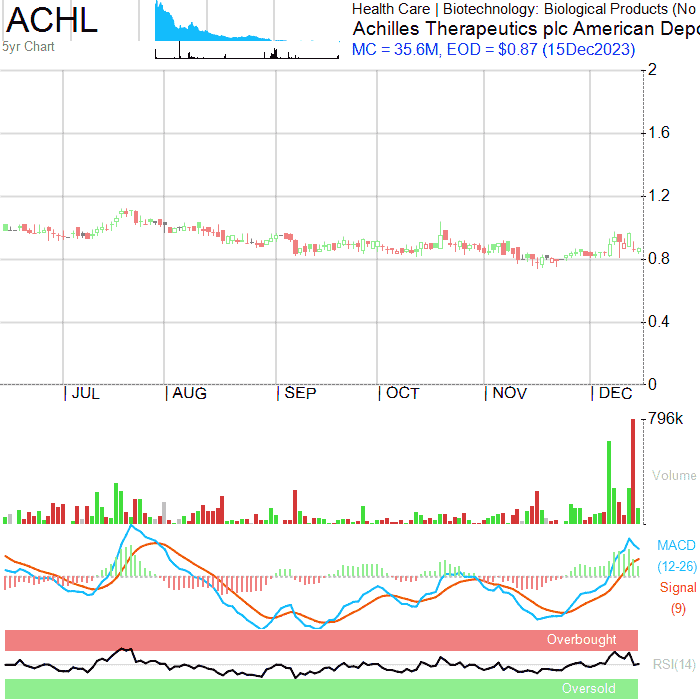 ACHL
5yr Chart
Health Care | Biotechnology: Biological Products (No
Achilles Therapeutics plc American Depo
MC = 35.6M, EOD = $0.87 (15Dec2023)
2
1.6
1.2
0.8
0.4
0
| JUL | AUG | SEP | OCT | NOV | DEC
796k
Volume
MACD
(12-26)
Signal
(9)
Overbought
RSI(14)
Oversold